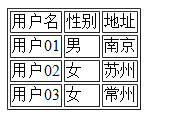 用户名 性别 地址
用户01 男 南京
用户02 女 苏州
用户03 女 常州